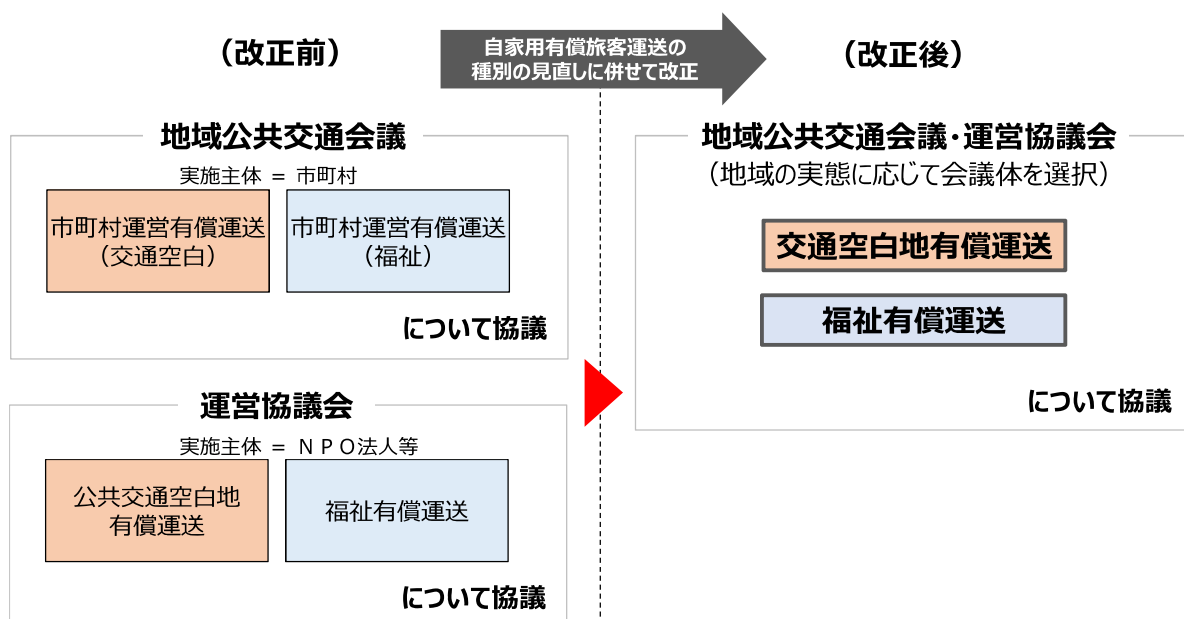 (改正前)
自家用有償旅客運送の
種別の見直しに併せて改正
(改正後)
地域公共交通会議
実施主体 = 市町村
市町村運営有償運送
(交通空白)
市町村運営有償運送
(福祉)
について協議
運営協議会
実施主体 = NPO法人等
公共交通空白地
有償運送
福祉有償運送
について協議
地域公共交通会議・運営協議会
(地域の実態に応じて会議体を選択)
交通空白地有償運送
福祉有償運送
について協議